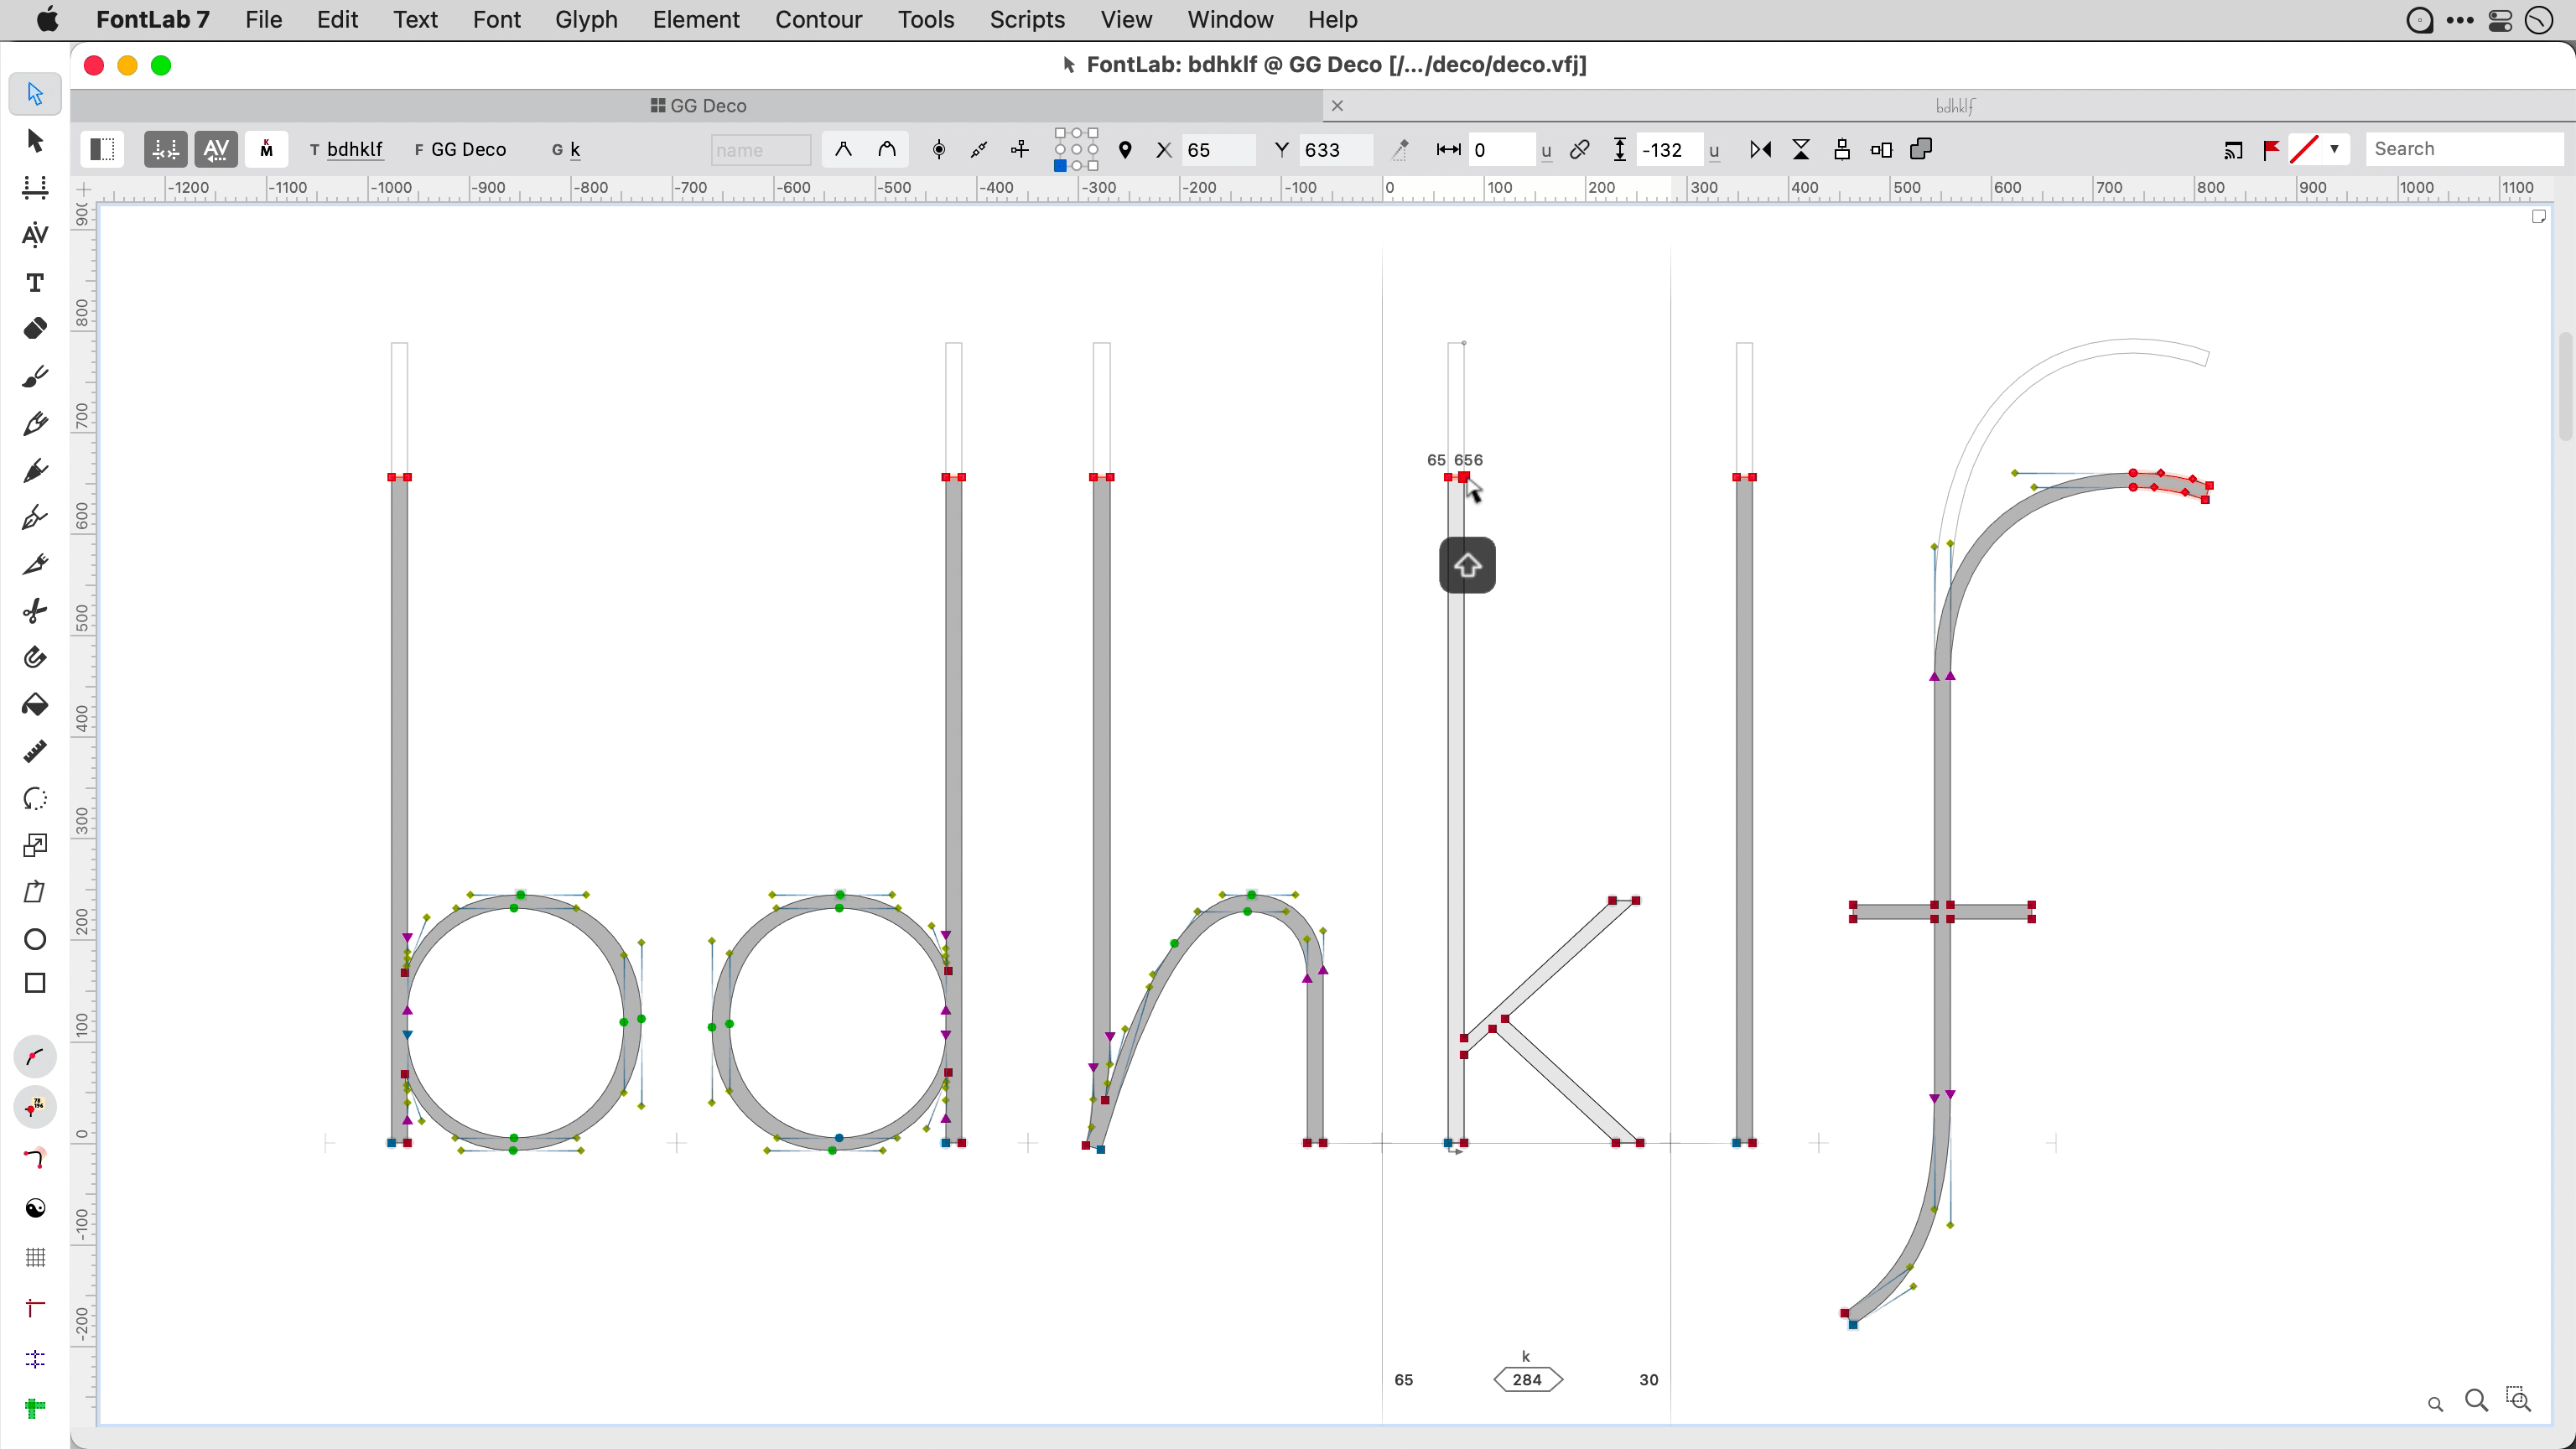 FontLab 7 File Edit Text Font Glyph Element Contour Tools Scripts View Window Help
FontLab: bdhklf @ GG Deco [/.../deco/deco.vfj]
GG Deco
bdhklf
T bdhklf F GG Deco G k name X 65 Y 633 0 u -132 u Search
-1200 -1100 -1000 -900 -800 -700 -600 -500 -400 -300 -200 -100 0 100 200 300 400 500 600 700 800 900 1000 1100
800
700
600
500
400
300
200
100
0
-100
-200
65 656
bdhklf
k
65 284 30